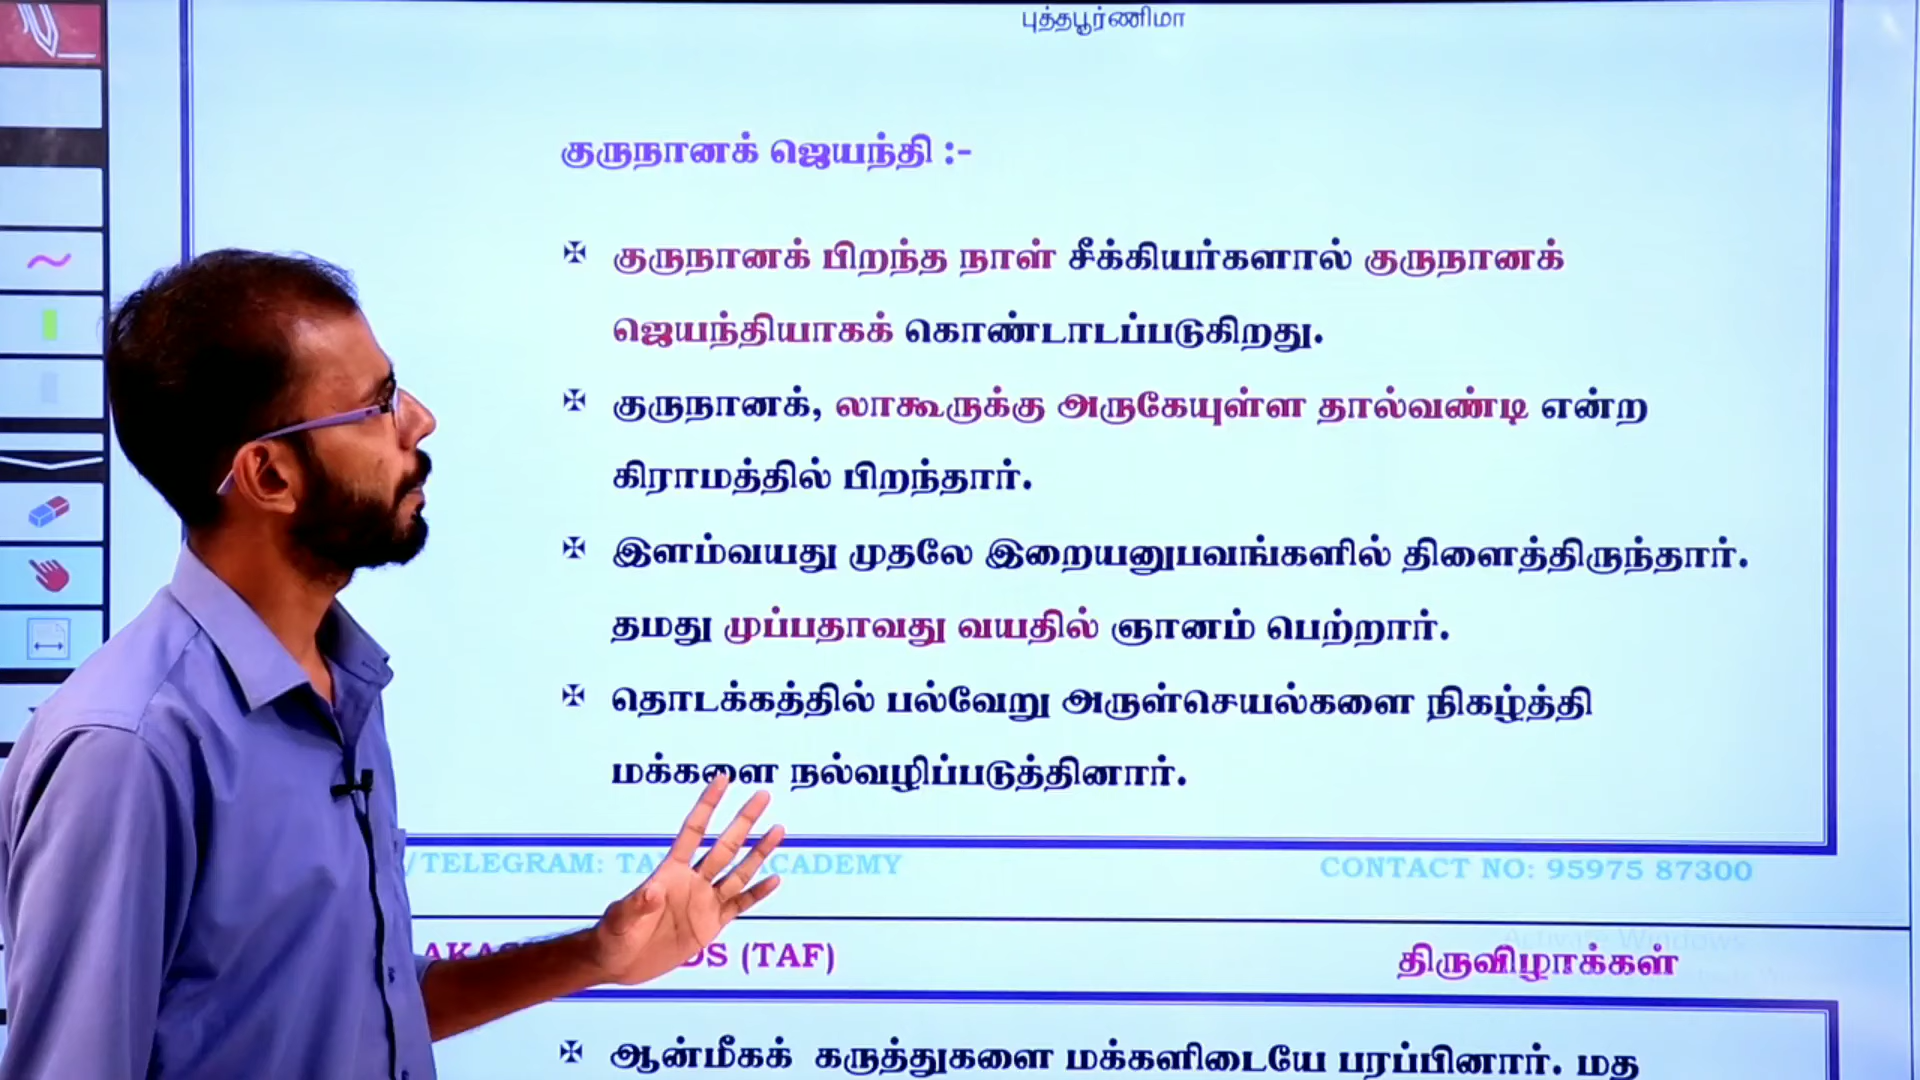 புத்தபூர்ணிமா
குருநானக் ஜெயந்தி :-
✠ குருநானக் பிறந்த நாள் சீக்கியர்களால் குருநானக்
ஜெயந்தியாகக் கொண்டாடப்படுகிறது.
✠ குருநானக், லாகூருக்கு அருகேயுள்ள தால்வண்டி என்ற
கிராமத்தில் பிறந்தார்.
✠ இளம்வயது முதலே இறையனுபவங்களில் திளைத்திருந்தார்.
தமது முப்பதாவது வயதில் ஞானம் பெற்றார்.
✠ தொடக்கத்தில் பல்வேறு அருள்செயல்களை நிகழ்த்தி
மக்களை நல்வழிப்படுத்தினார்.
/TELEGRAM: ACADEMY CONTACT NO: 95975 87300
(TAF) திருவிழாக்கள்
Activate Windows
✠ ஆன்மீகக் கருத்துகளை மக்களிடையே பரப்பினார். மத